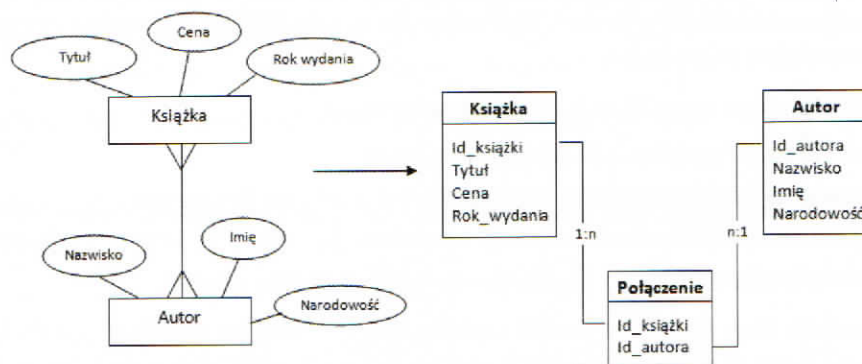 Cena
Tytuł
Rok wydania
Książka
Nazwisko
Imię
Narodowość
Autor
Książka
Id_książki
Tytuł
Cena
Rok_wydania
1:n
Autor
Id_autora
Nazwisko
Imię
Narodowość
n:1
Połączenie
Id_książki
Id_autora